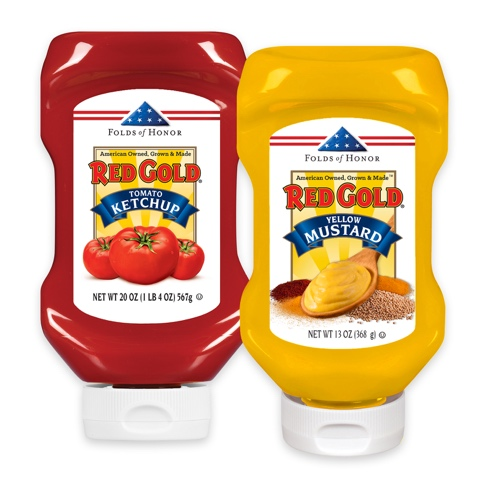 FOLDS of HONOR
American Owned, Grown & Made
RED GOLD®
TOMATO
KETCHUP
NET WT 20 OZ (1 LB 4 OZ) 567g U
FOLDS of HONOR
American Owned, Grown & Made™
RED GOLD®
YELLOW
MUSTARD
NET WT 13 OZ (368 g) U